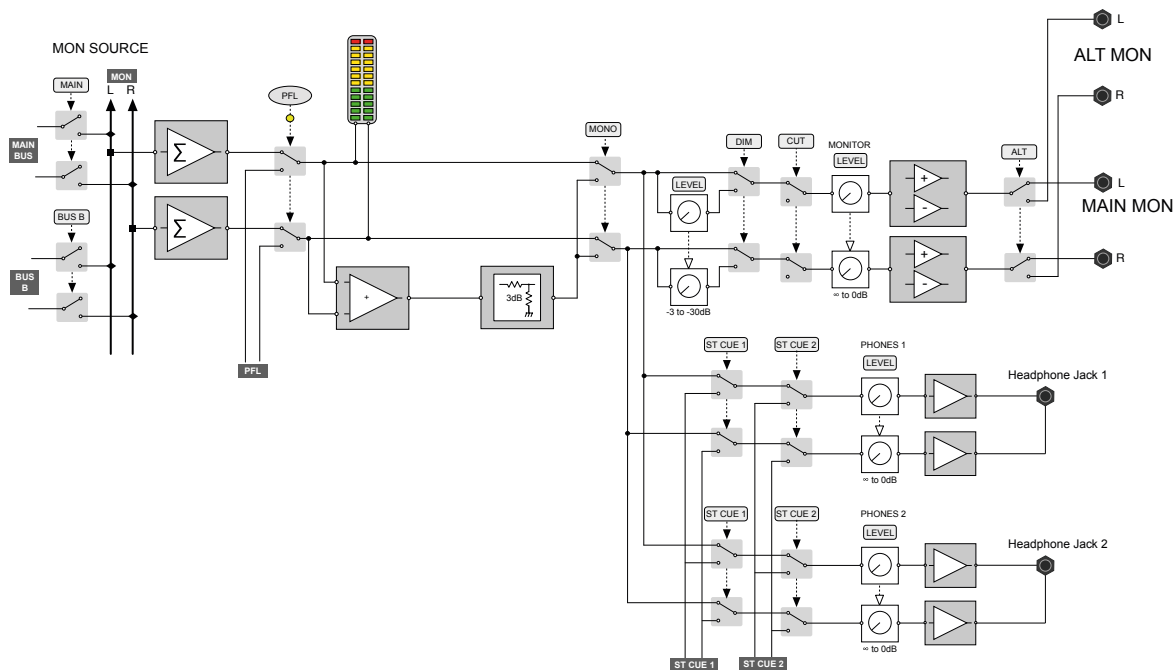 L
ALT MON
R
MON SOURCE
MON
L R
MAIN
PFL
MAIN
BUS
Σ
MONO
DIM
CUT
MONITOR
LEVEL
LEVEL
+
-
ALT
L
MAIN MON
BUS B
BUS
B
Σ
+
-
R
+
3dB
-3 to -30dB
∞ to 0dB
PFL
ST CUE 1
ST CUE 2
PHONES 1
LEVEL
Headphone Jack 1
∞ to 0dB
ST CUE 1
ST CUE 2
PHONES 2
LEVEL
Headphone Jack 2
∞ to 0dB
ST CUE 1
ST CUE 2